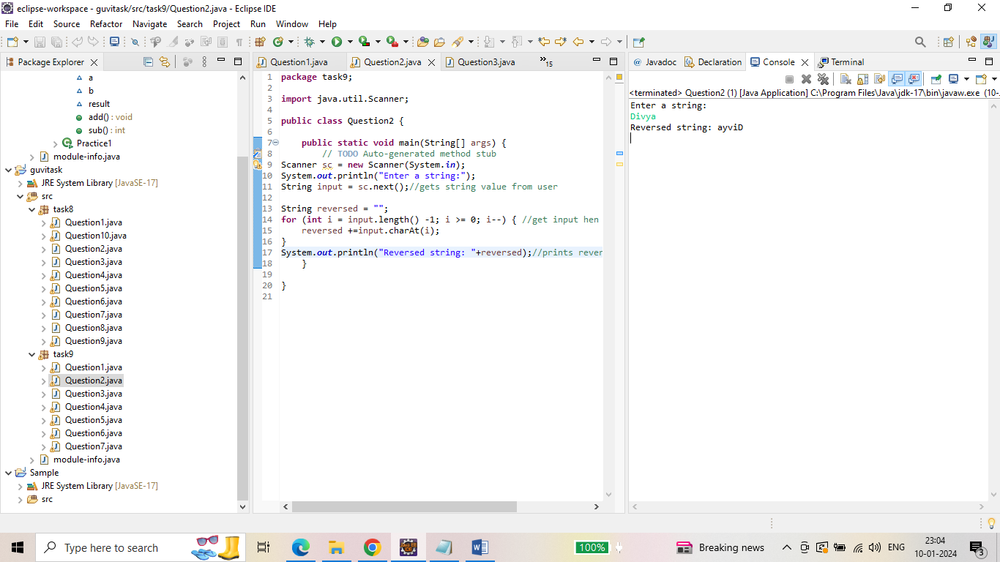 eclipse-workspace - guvitask/src/task9/Question2.java - Eclipse IDE
File Edit Source Refactor Navigate Search Project Run Window Help
Package Explorer
a
b
result
add() : void
sub() : int
Practice1
module-info.java
guvitask
JRE System Library [JavaSE-17]
src
task8
Question1.java
Question10.java
Question2.java
Question3.java
Question4.java
Question5.java
Question6.java
Question7.java
Question8.java
Question9.java
task9
Question1.java
Question2.java
Question3.java
Question4.java
Question5.java
Question6.java
Question7.java
module-info.java
Sample
JRE System Library [JavaSE-17]
src
Question1.java Question2.java Question3.java »15
1 package task9;
2
3 import java.util.Scanner;
4
5 public class Question2 {
6
7 public static void main(String[] args) {
8 // TODO Auto-generated method stub
9 Scanner sc = new Scanner(System.in);
10 System.out.println("Enter a string:");
11 String input = sc.next();//gets string value from user
12
13 String reversed = "";
14 for (int i = input.length() -1; i >= 0; i--) { //get input hen
15 reversed +=input.charAt(i);
16 }
17 System.out.println("Reversed string: "+reversed);//prints rever
18 }
19
20 }
21
@ Javadoc Declaration Console Terminal
<terminated> Question2 (1) [Java Application] C:\Program Files\Java\jdk-17\bin\javaw.exe (10-
Enter a string:
Divya
Reversed string: ayviD
Type here to search
100%
Breaking news
ENG
23:04
10-01-2024
3